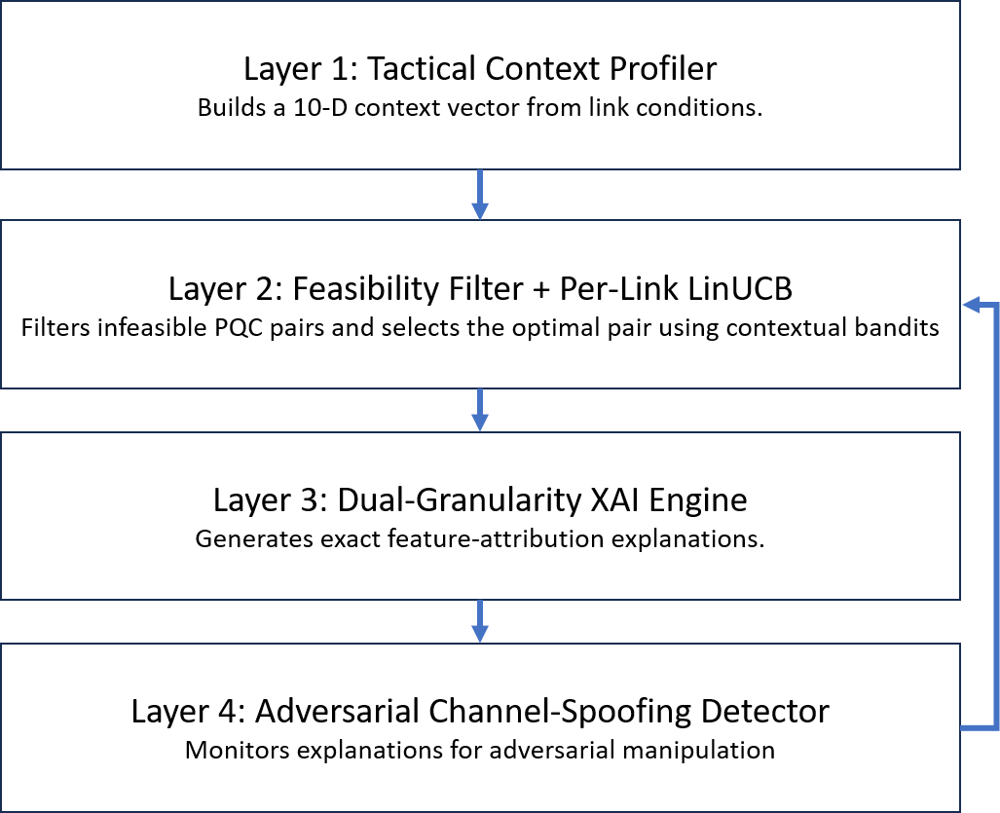 Layer 1: Tactical Context Profiler
Builds a 10-D context vector from link conditions.
Layer 2: Feasibility Filter + Per-Link LinUCB
Filters infeasible PQC pairs and selects the optimal pair using contextual bandits
Layer 3: Dual-Granularity XAI Engine
Generates exact feature-attribution explanations.
Layer 4: Adversarial Channel-Spoofing Detector
Monitors explanations for adversarial manipulation